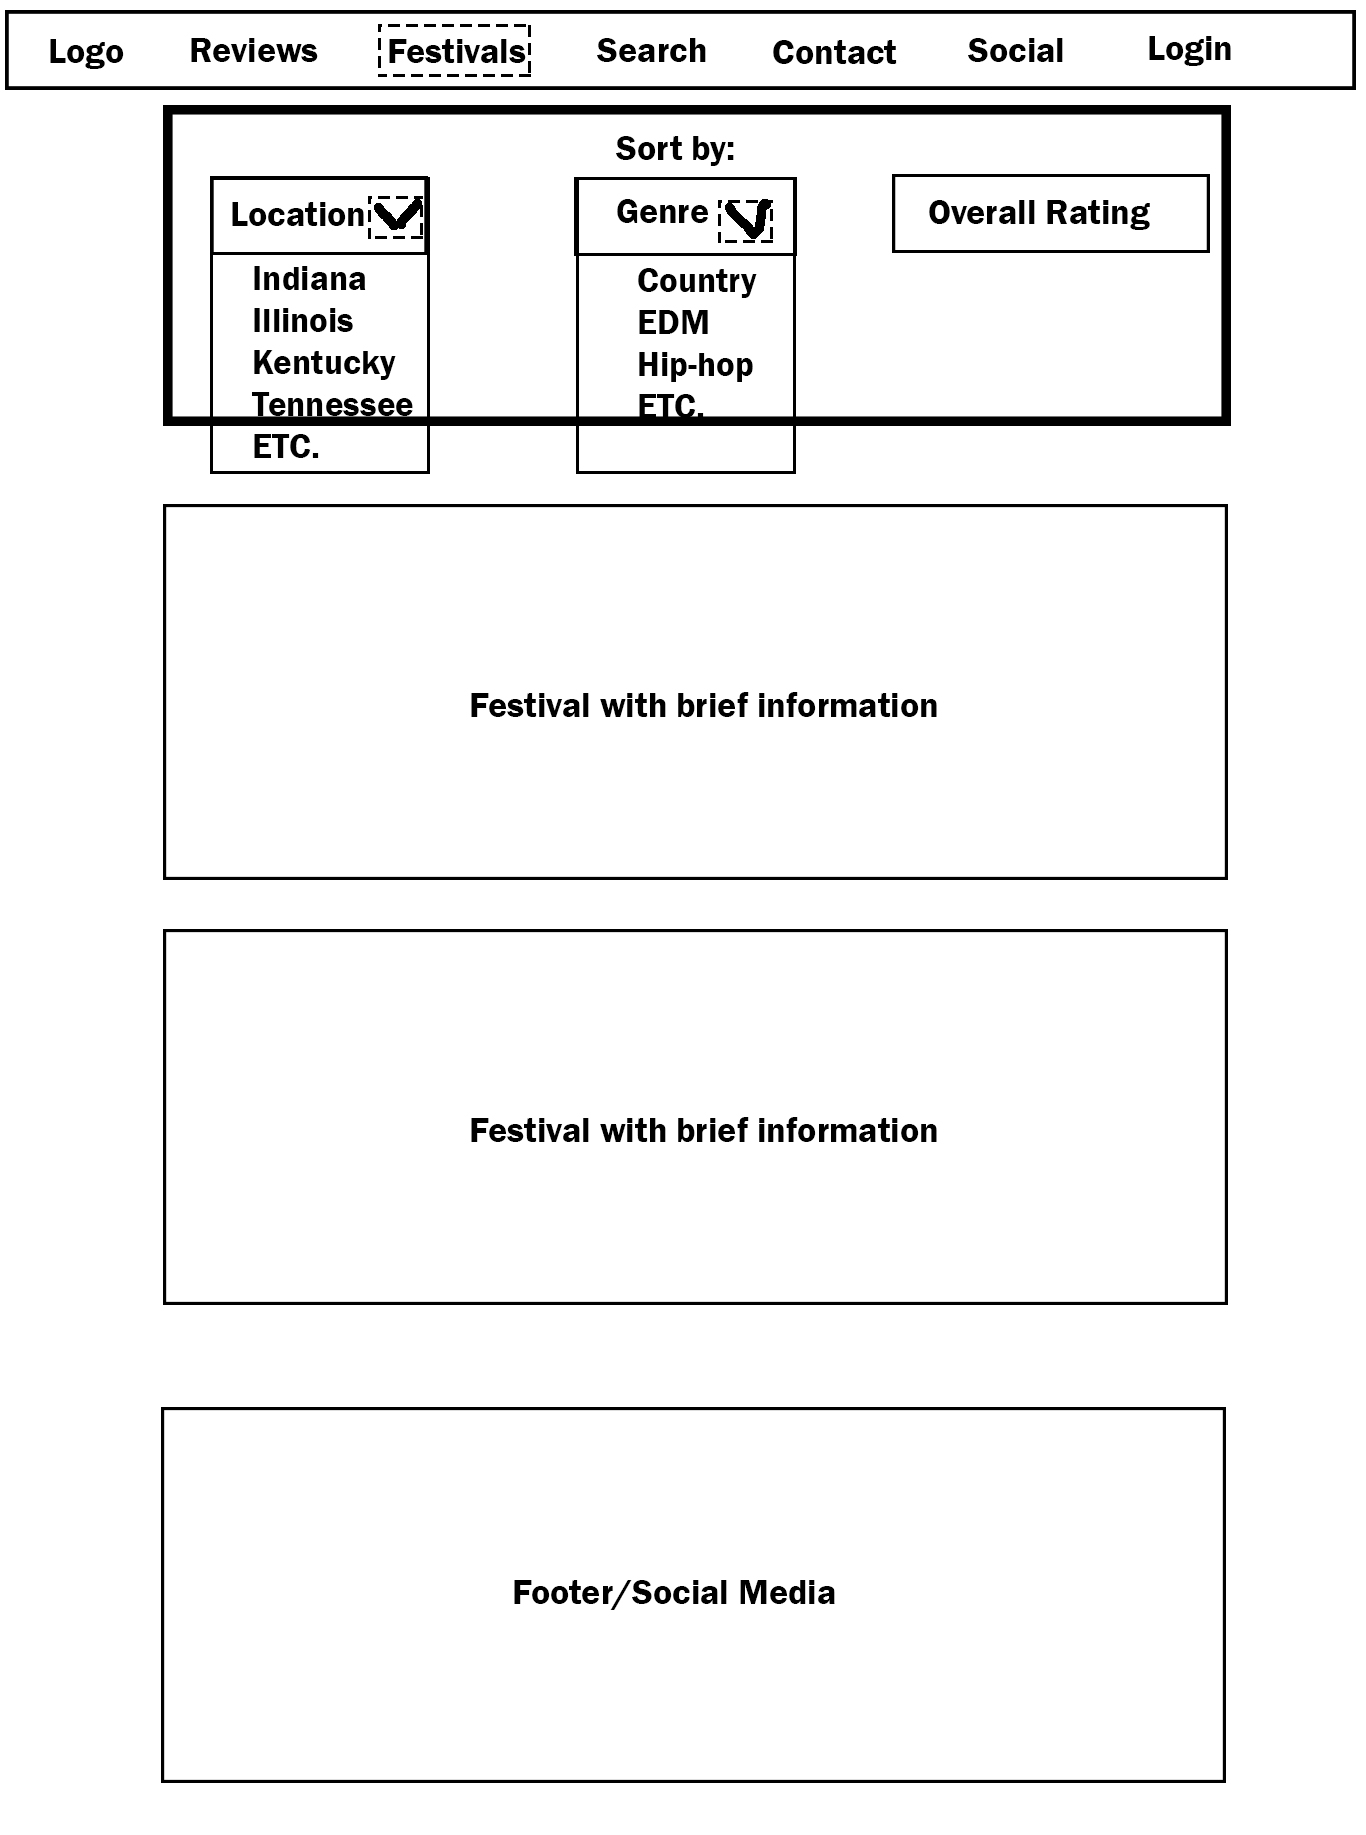 Logo Reviews Festivals Search Contact Social Login
Sort by:
Location Genre Overall Rating
Indiana
Illinois
Kentucky
Tennessee
ETC.
Country
EDM
Hip-hop
ETC.
Festival with brief information
Festival with brief information
Footer/Social Media